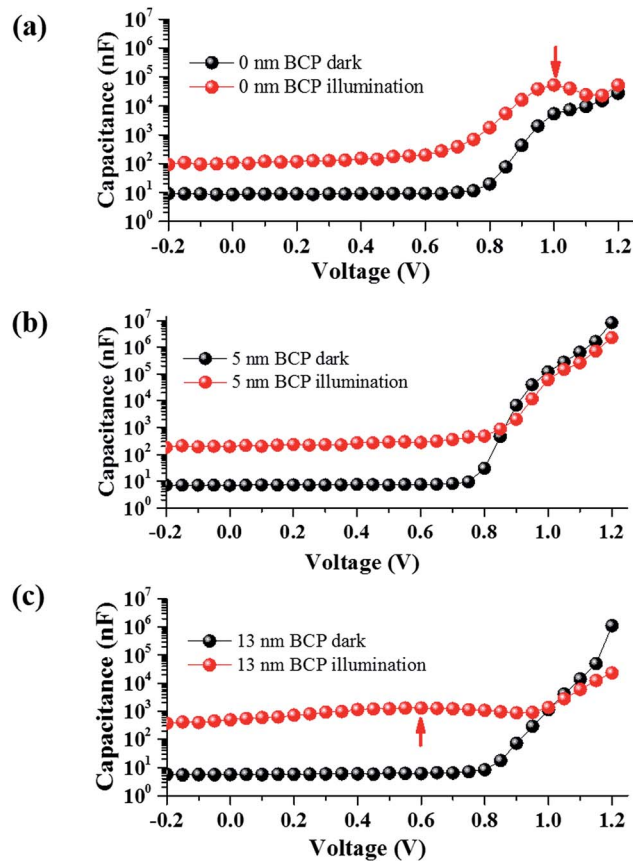 (a)
Capacitance (nF)
10^7
10^6
10^5
10^4
10^3
10^2
10^1
10^0
0 nm BCP dark
0 nm BCP illumination
-0.2 0.0 0.2 0.4 0.6 0.8 1.0 1.2
Voltage (V)
(b)
Capacitance (nF)
10^7
10^6
10^5
10^4
10^3
10^2
10^1
10^0
5 nm BCP dark
5 nm BCP illumination
-0.2 0.0 0.2 0.4 0.6 0.8 1.0 1.2
Voltage (V)
(c)
Capacitance (nF)
10^7
10^6
10^5
10^4
10^3
10^2
10^1
10^0
13 nm BCP dark
13 nm BCP illumination
-0.2 0.0 0.2 0.4 0.6 0.8 1.0 1.2
Voltage (V)